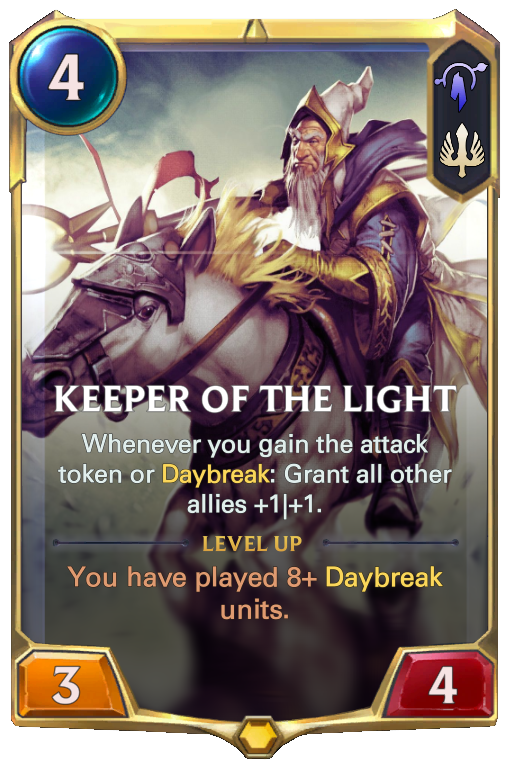 4
KEEPER OF THE LIGHT
Whenever you gain the attack
token or Daybreak: Grant all other
allies +1|+1.
LEVEL UP
You have played 8+ Daybreak
units.
3
4